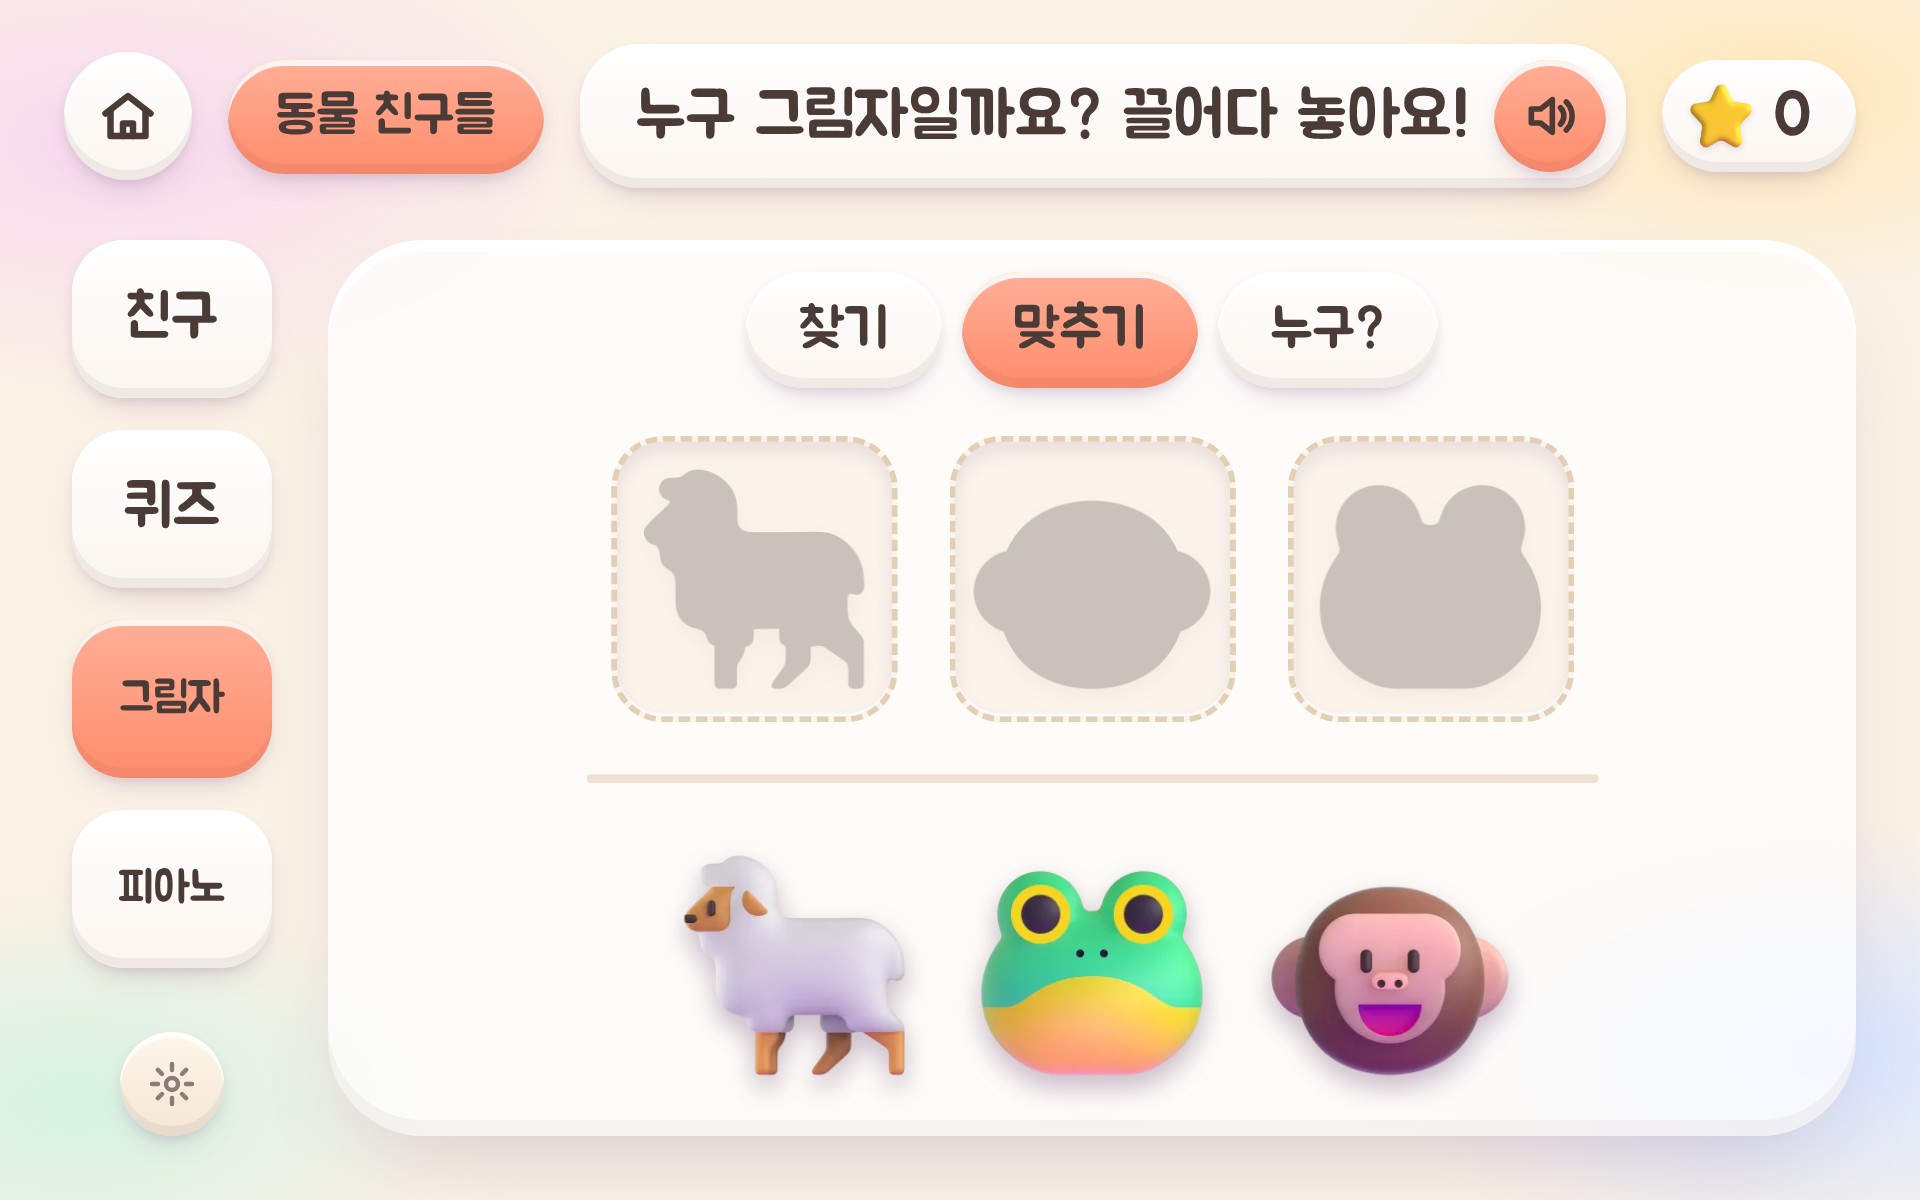 동물 친구들
누구 그림자일까요? 끌어다 놓아요!
0
친구
퀴즈
그림자
피아노
찾기
맞추기
누구?